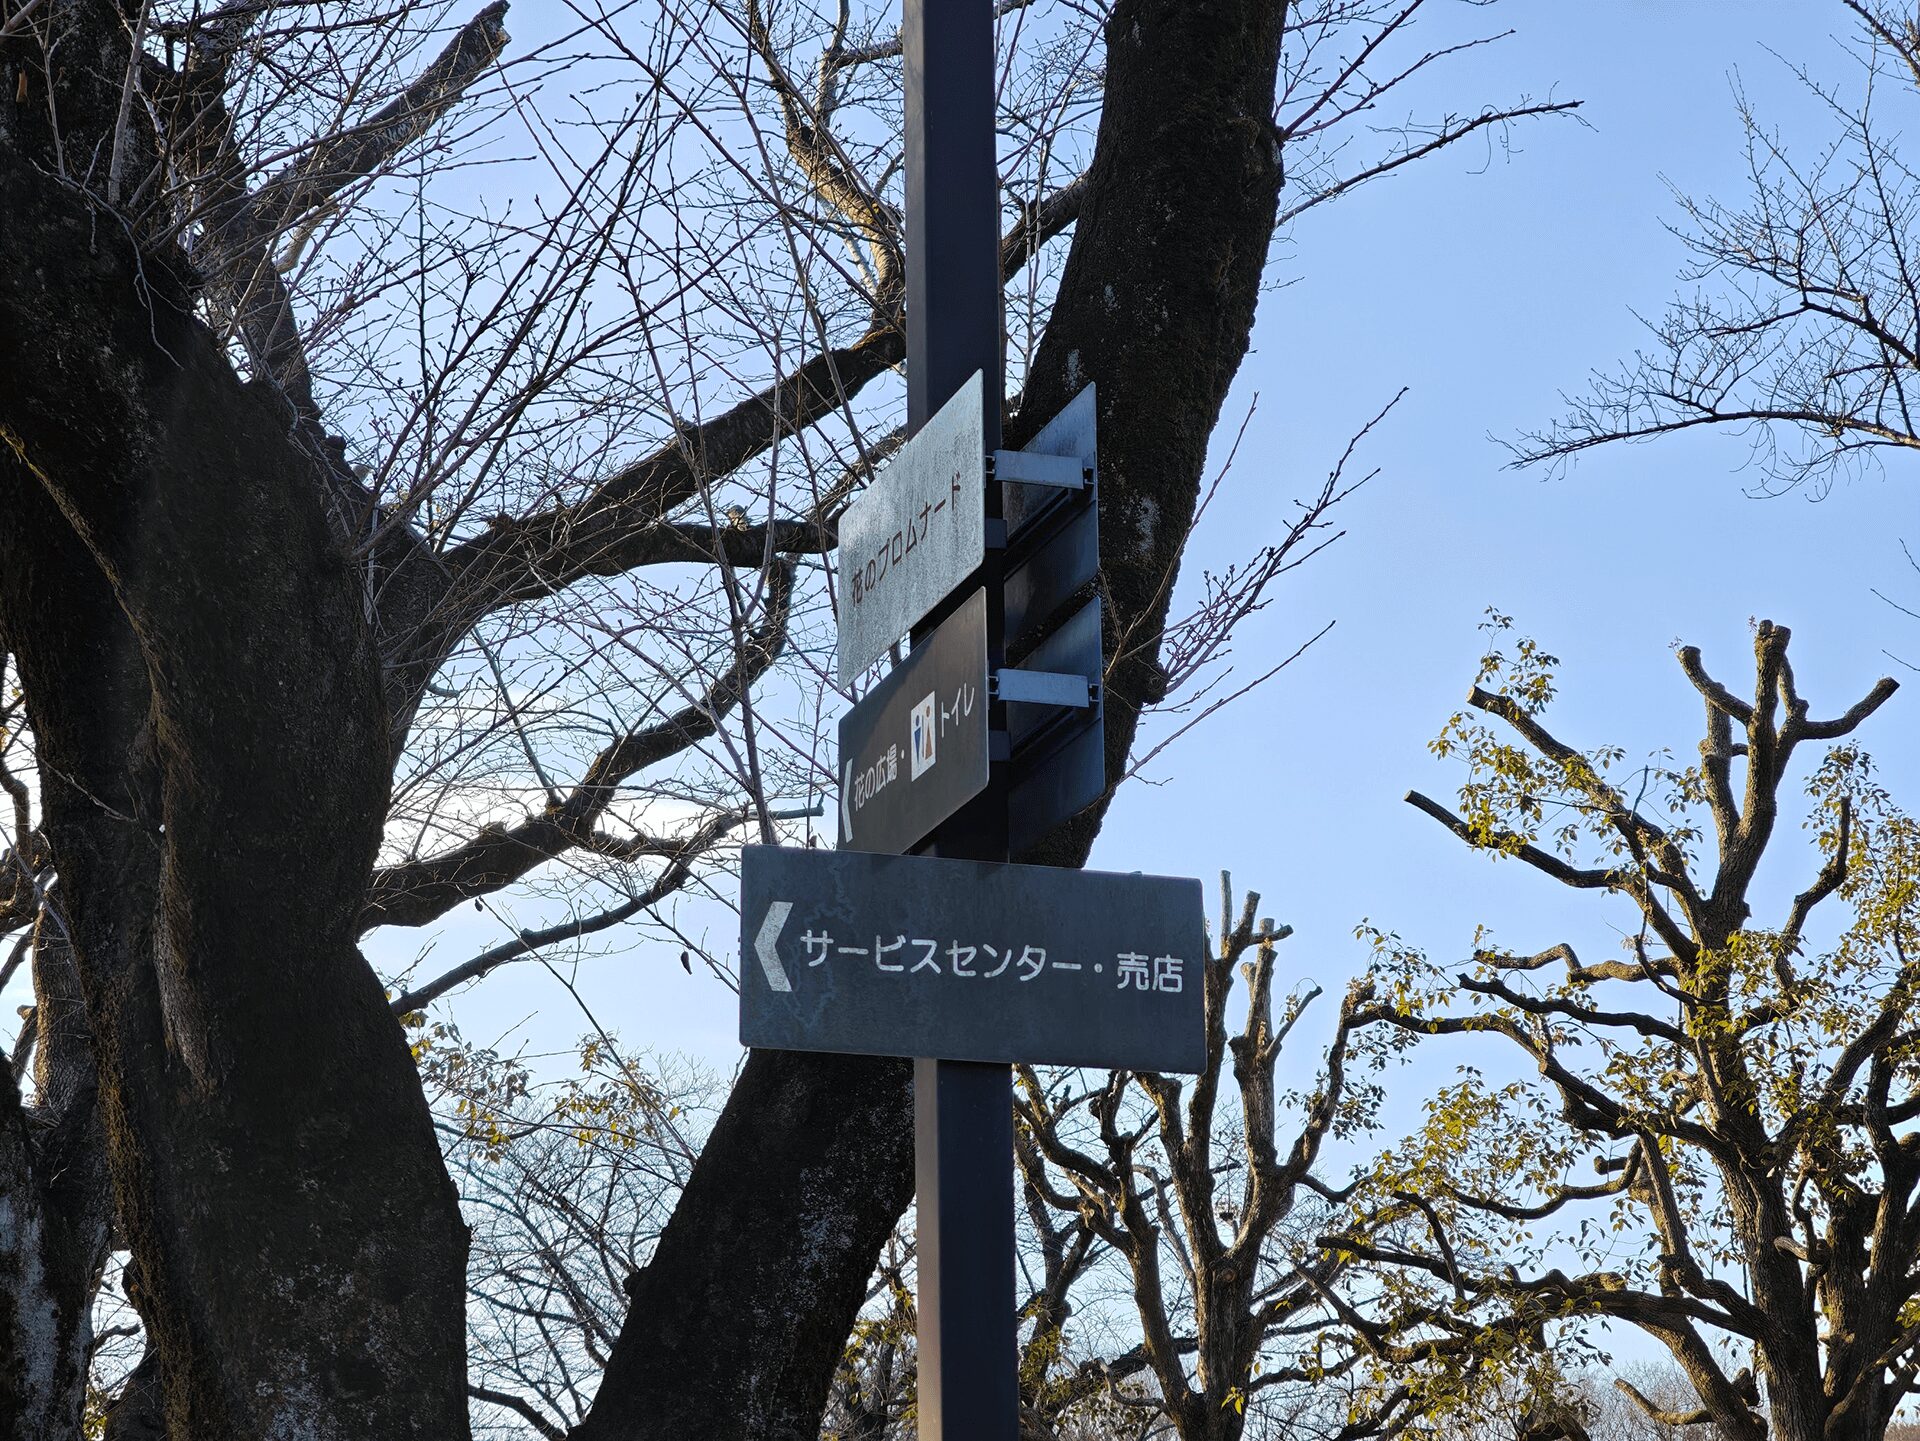 花のプロムナード
花の広場・トイレ
サービスセンター・売店